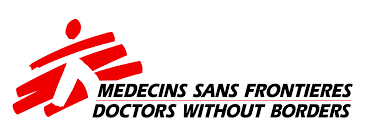 MEDECINS SANS FRONTIERES
DOCTORS WITHOUT BORDERS